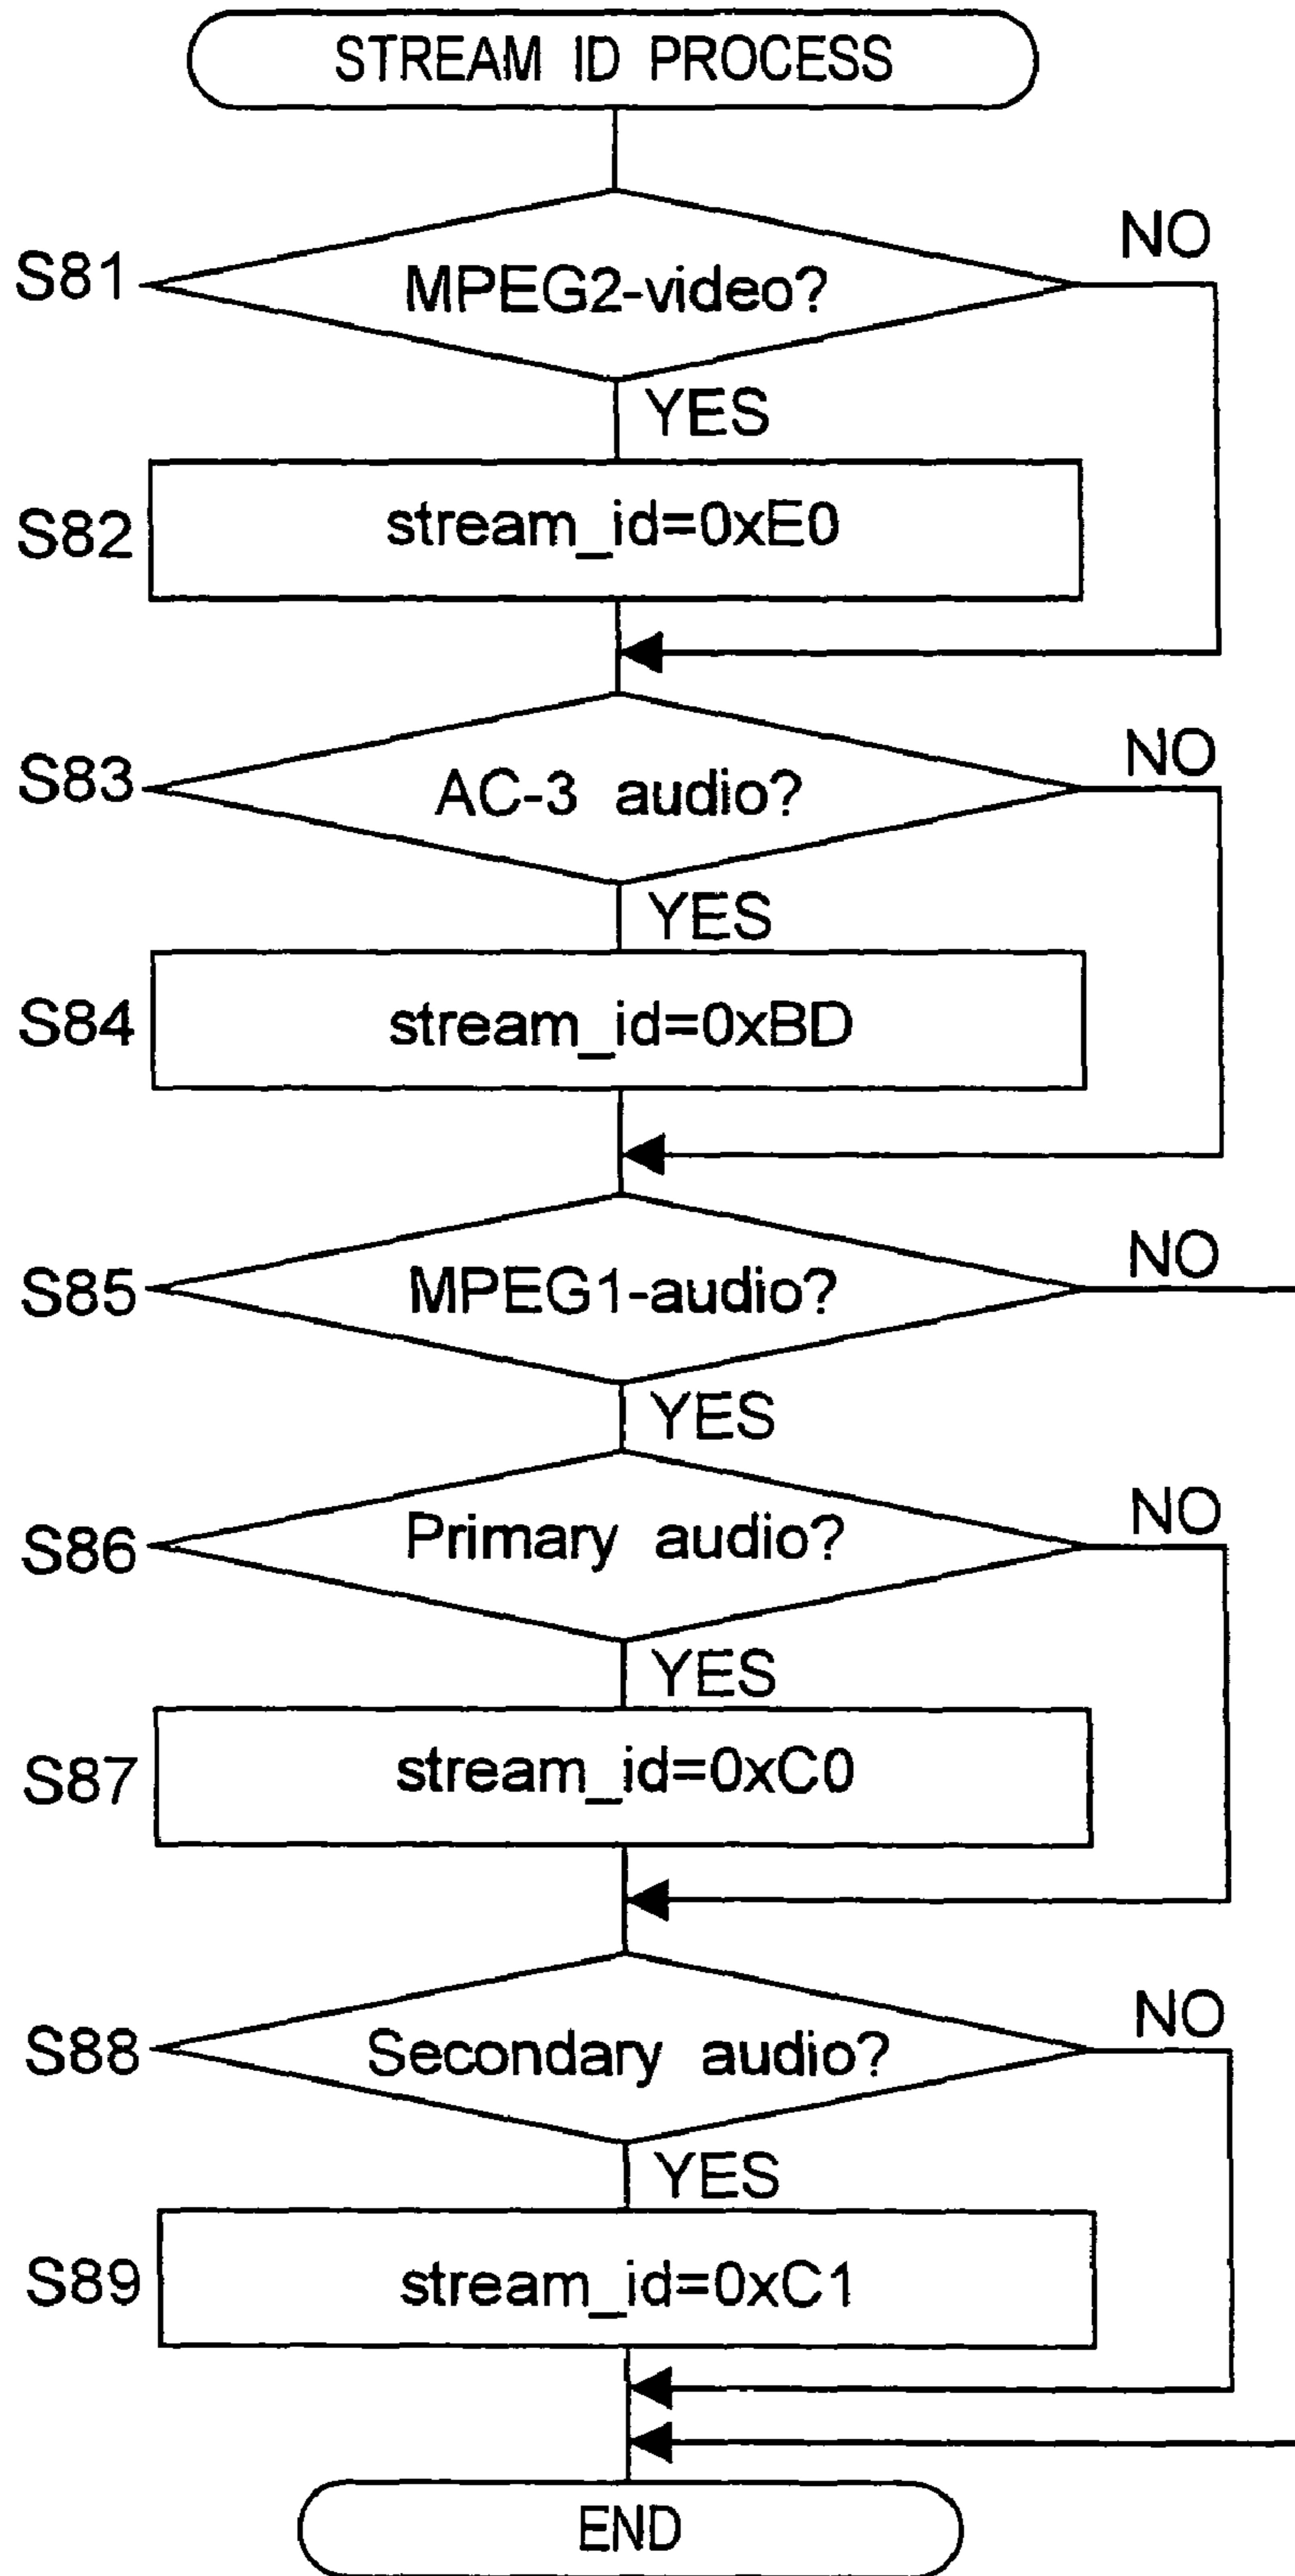 STREAM ID PROCESS
NO
S81
MPEG2-video?
YES
S82
stream_id=0xE0
NO
S83
AC-3 audio?
YES
S84
stream_id=0xBD
NO
S85
MPEG1-audio?
YES
NO
S86
Primary audio?
YES
S87
stream_id=0xC0
NO
S88
Secondary audio?
YES
S89
stream_id=0xC1
END